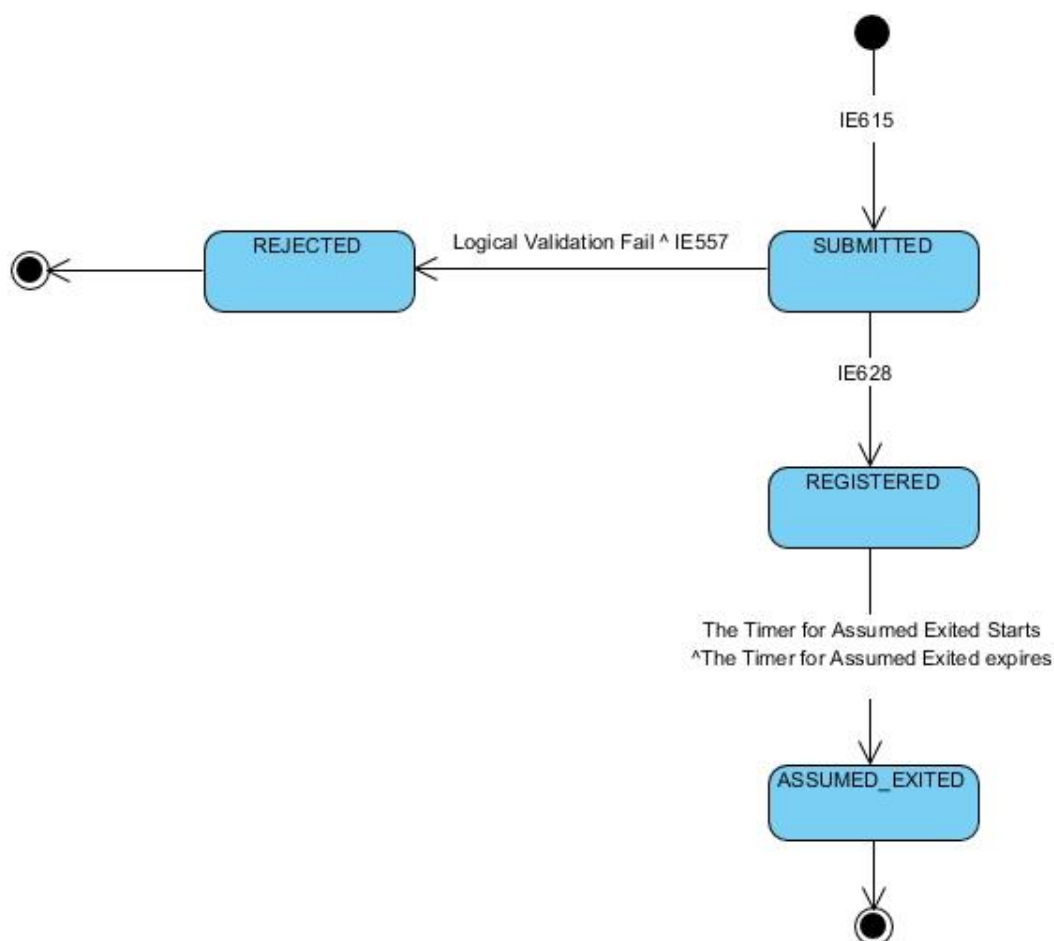 IE615
REJECTED
Logical Validation Fail ^ IE557
SUBMITTED
IE628
REGISTERED
The Timer for Assumed Exited Starts
^The Timer for Assumed Exited expires
ASSUMED_EXITED